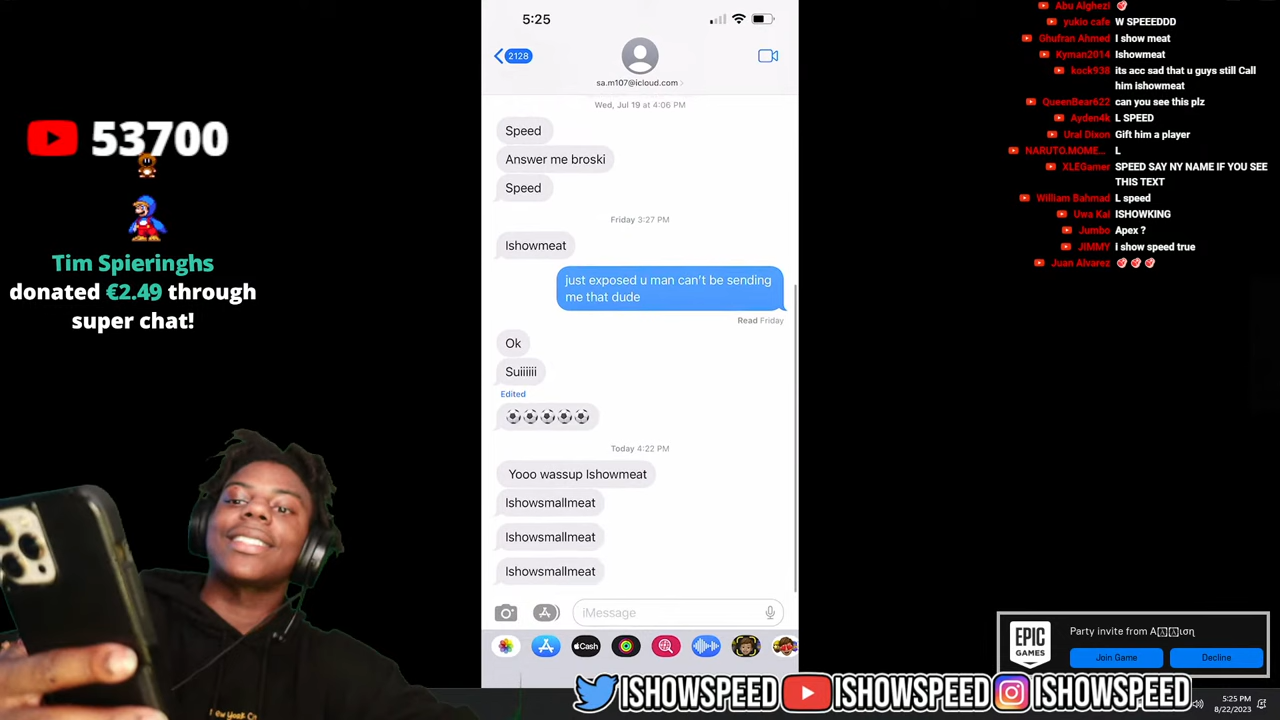 5:25
2128
sa.m107@icloud.com
Wed, Jul 19 at 4:06 PM
Speed
Answer me broski
Speed
Friday 3:27 PM
Ishowmeat
just exposed u man can't be sending
me that dude
Read Friday
Ok
Suiiiiii
Edited
⚽⚽⚽⚽⚽
Today 4:22 PM
Yooo wassup Ishowmeat
Ishowsmallmeat
Ishowsmallmeat
Ishowsmallmeat
iMessage
Cash
53700
Tim Spieringhs
donated €2.49 through
super chat!
Abu Alghezi
yukio cafe W SPEEEDDD
Ghufran Ahmed I show meat
Kyman2014 Ishowmeat
kock930 its acc sad that u guys still Call
him ishowmeat
QueenBear622 can you see this plz
Ayden4k L SPEED
Ural Dixon Gift him a player
NARUTO.MOME... L
XLEGamer SPEED SAY NY NAME IF YOU SEE
THIS TEXT
William Bahmad L speed
Uwa Kai ISHOWKING
Jumbo Apex ?
JIMMY I show speed true
Juan Alvarez
EPIC
GAMES
Party invite from
Join Game
Decline
ISHOWSPEED
ISHOWSPEED
ISHOWSPEED
5:25 PM
8/22/2023